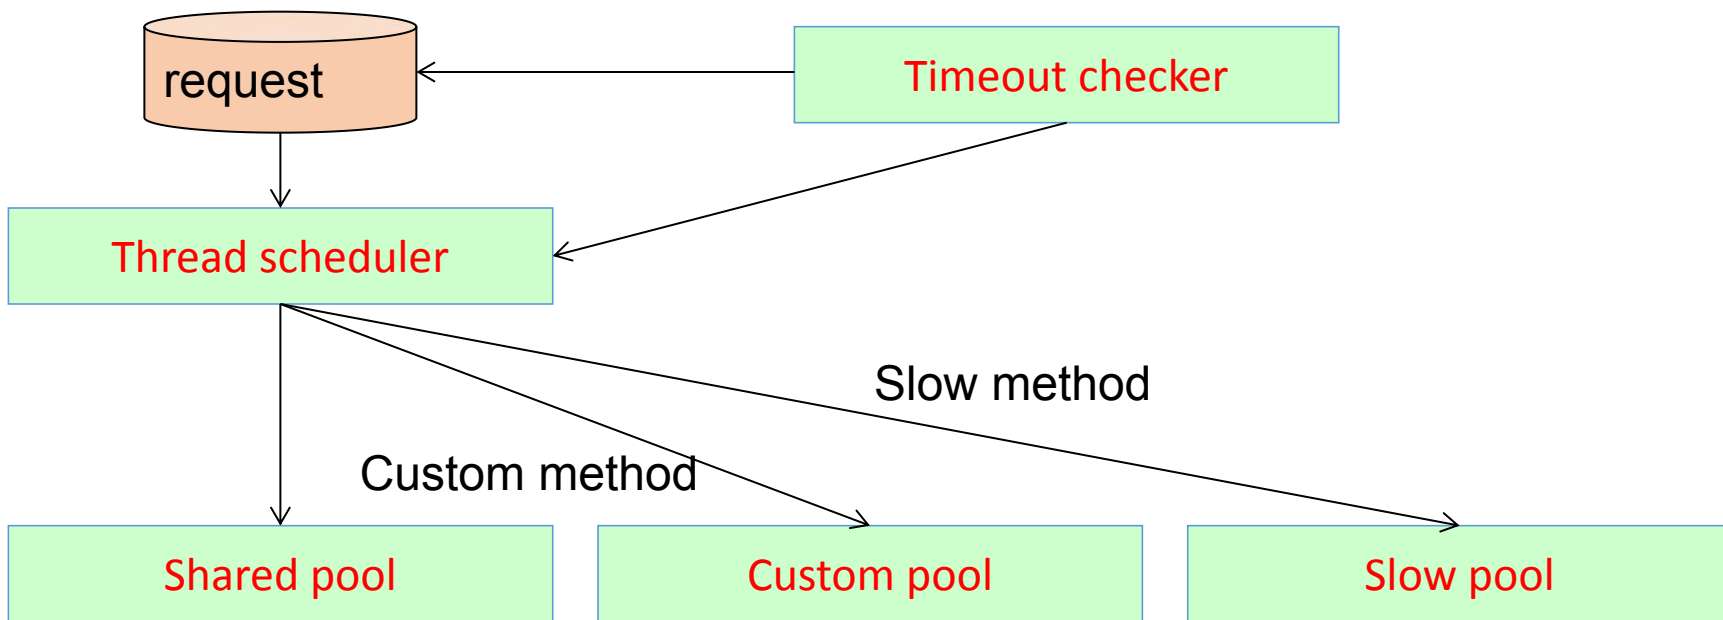 request
Timeout checker
Thread scheduler
Slow method
Custom method
Shared pool
Custom pool
Slow pool